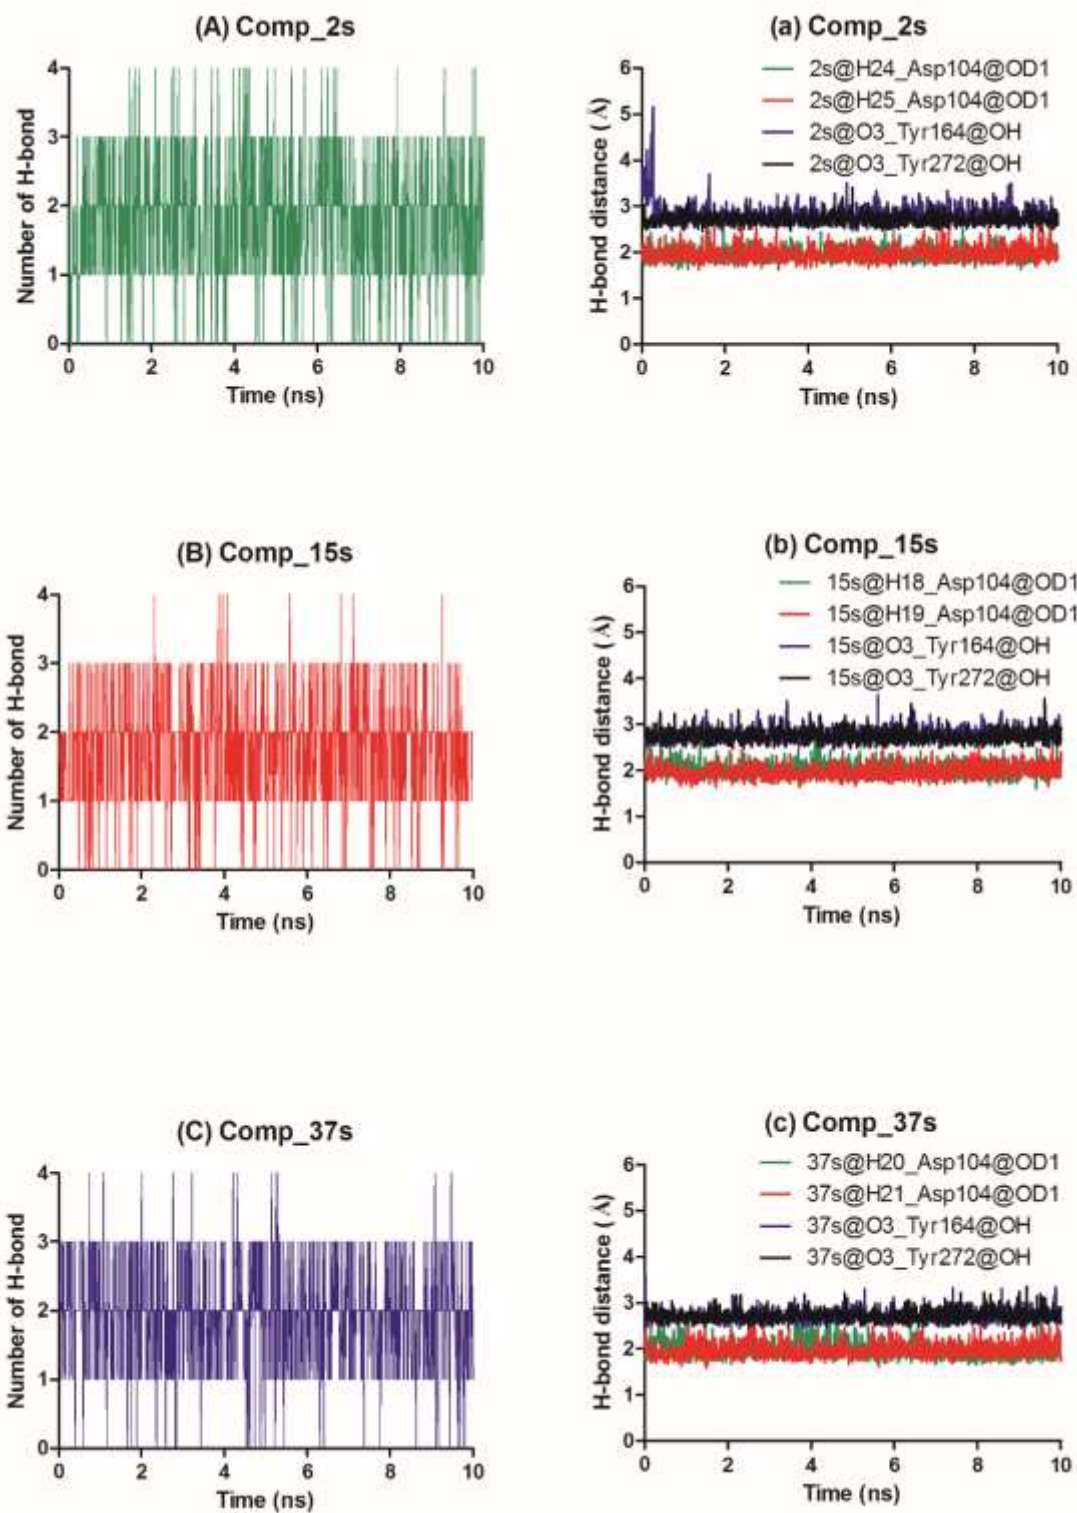 (A) Comp_2s
4
3
2
1
0
Number of H-bond
0 2 4 6 8 10
Time (ns)
(a) Comp_2s
2s@H24_Asp104@OD1
2s@H25_Asp104@OD1
2s@O3_Tyr164@OH
2s@O3_Tyr272@OH
6
5
4
3
2
1
0
H-bond distance (Å)
0 2 4 6 8 10
Time (ns)
(B) Comp_15s
4
3
2
1
0
Number of H-bond
0 2 4 6 8 10
Time (ns)
(b) Comp_15s
15s@H18_Asp104@OD1
15s@H19_Asp104@OD1
15s@O3_Tyr164@OH
15s@O3_Tyr272@OH
6
5
4
3
2
1
0
H-bond distance (Å)
0 2 4 6 8 10
Time (ns)
(C) Comp_37s
4
3
2
1
0
Number of H-bond
0 2 4 6 8 10
Time (ns)
(c) Comp_37s
37s@H20_Asp104@OD1
37s@H21_Asp104@OD1
37s@O3_Tyr164@OH
37s@O3_Tyr272@OH
6
5
4
3
2
1
0
H-bond distance (Å)
0 2 4 6 8 10
Time (ns)